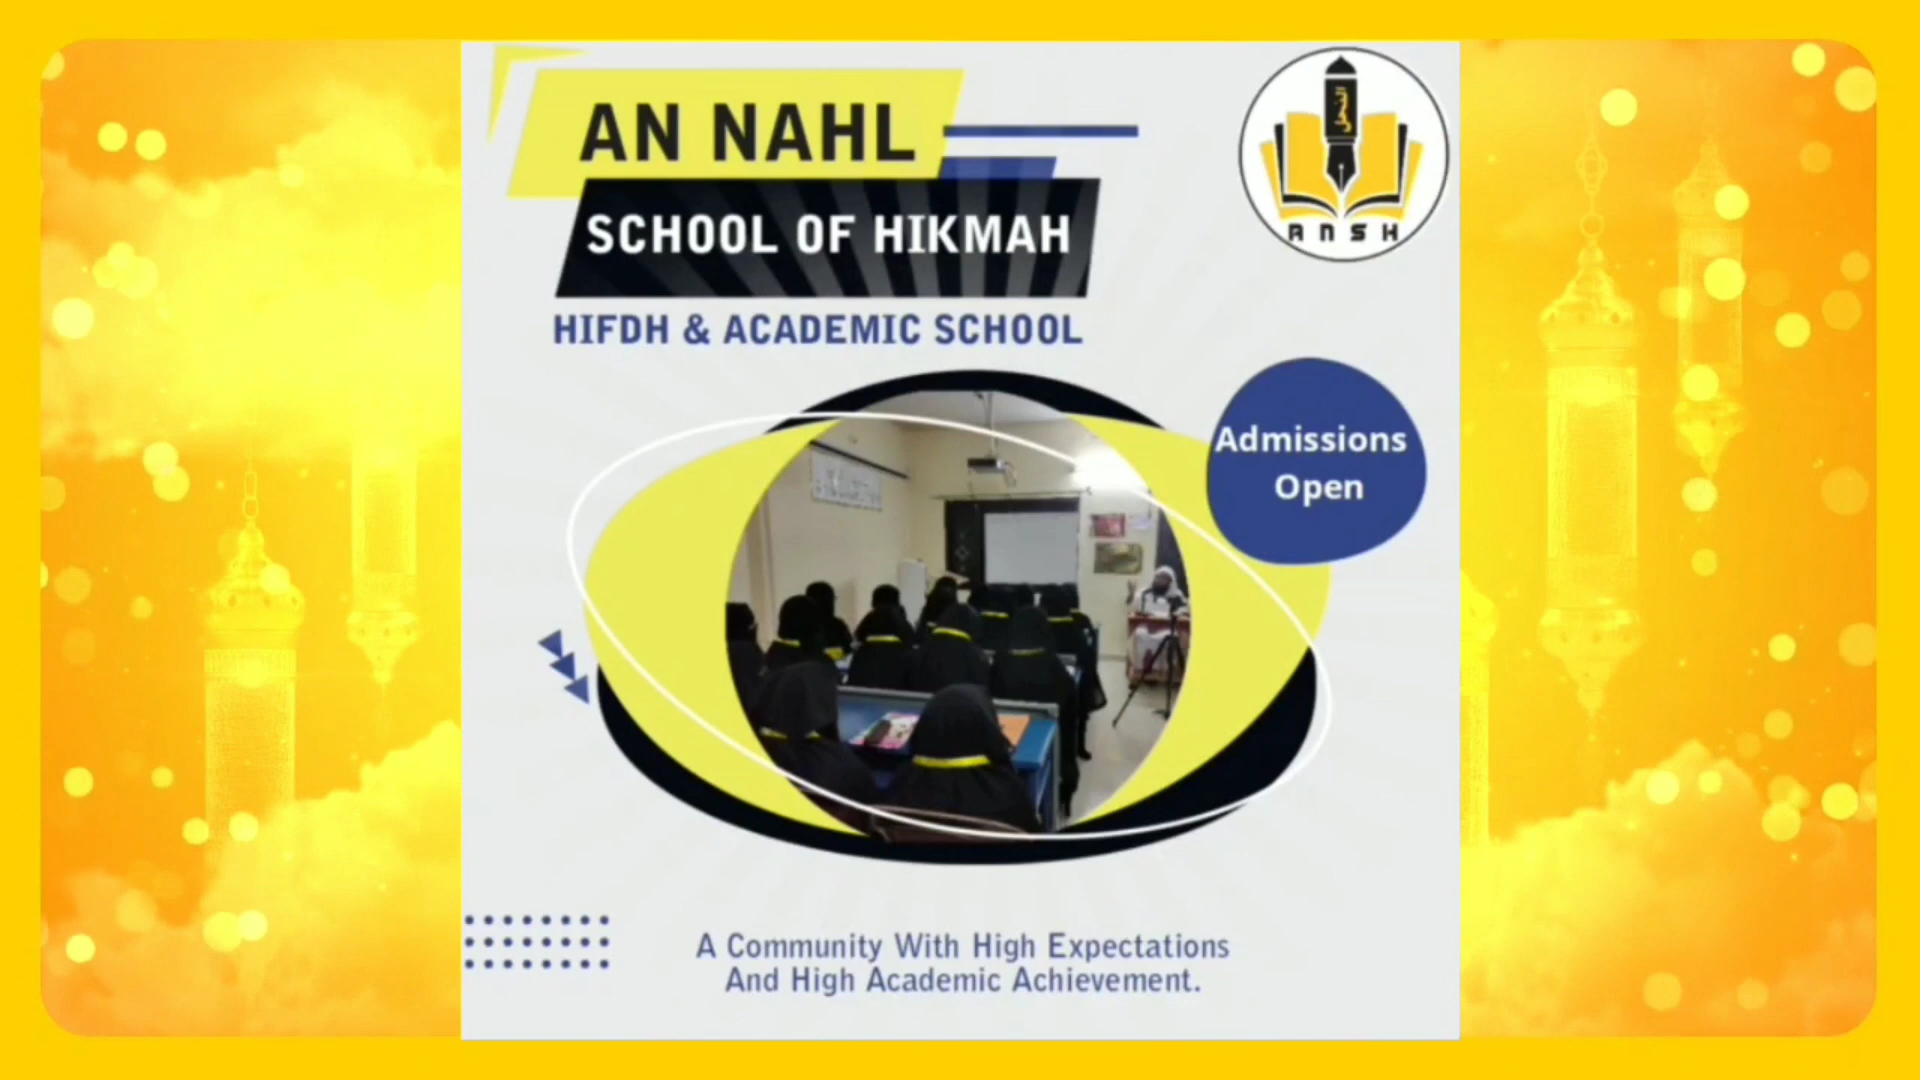 AN NAHL
SCHOOL OF HIKMAH
HIFDH & ACADEMIC SCHOOL
النحل
ANSH
Admissions
Open
A Community With High Expectations
And High Academic Achievement.